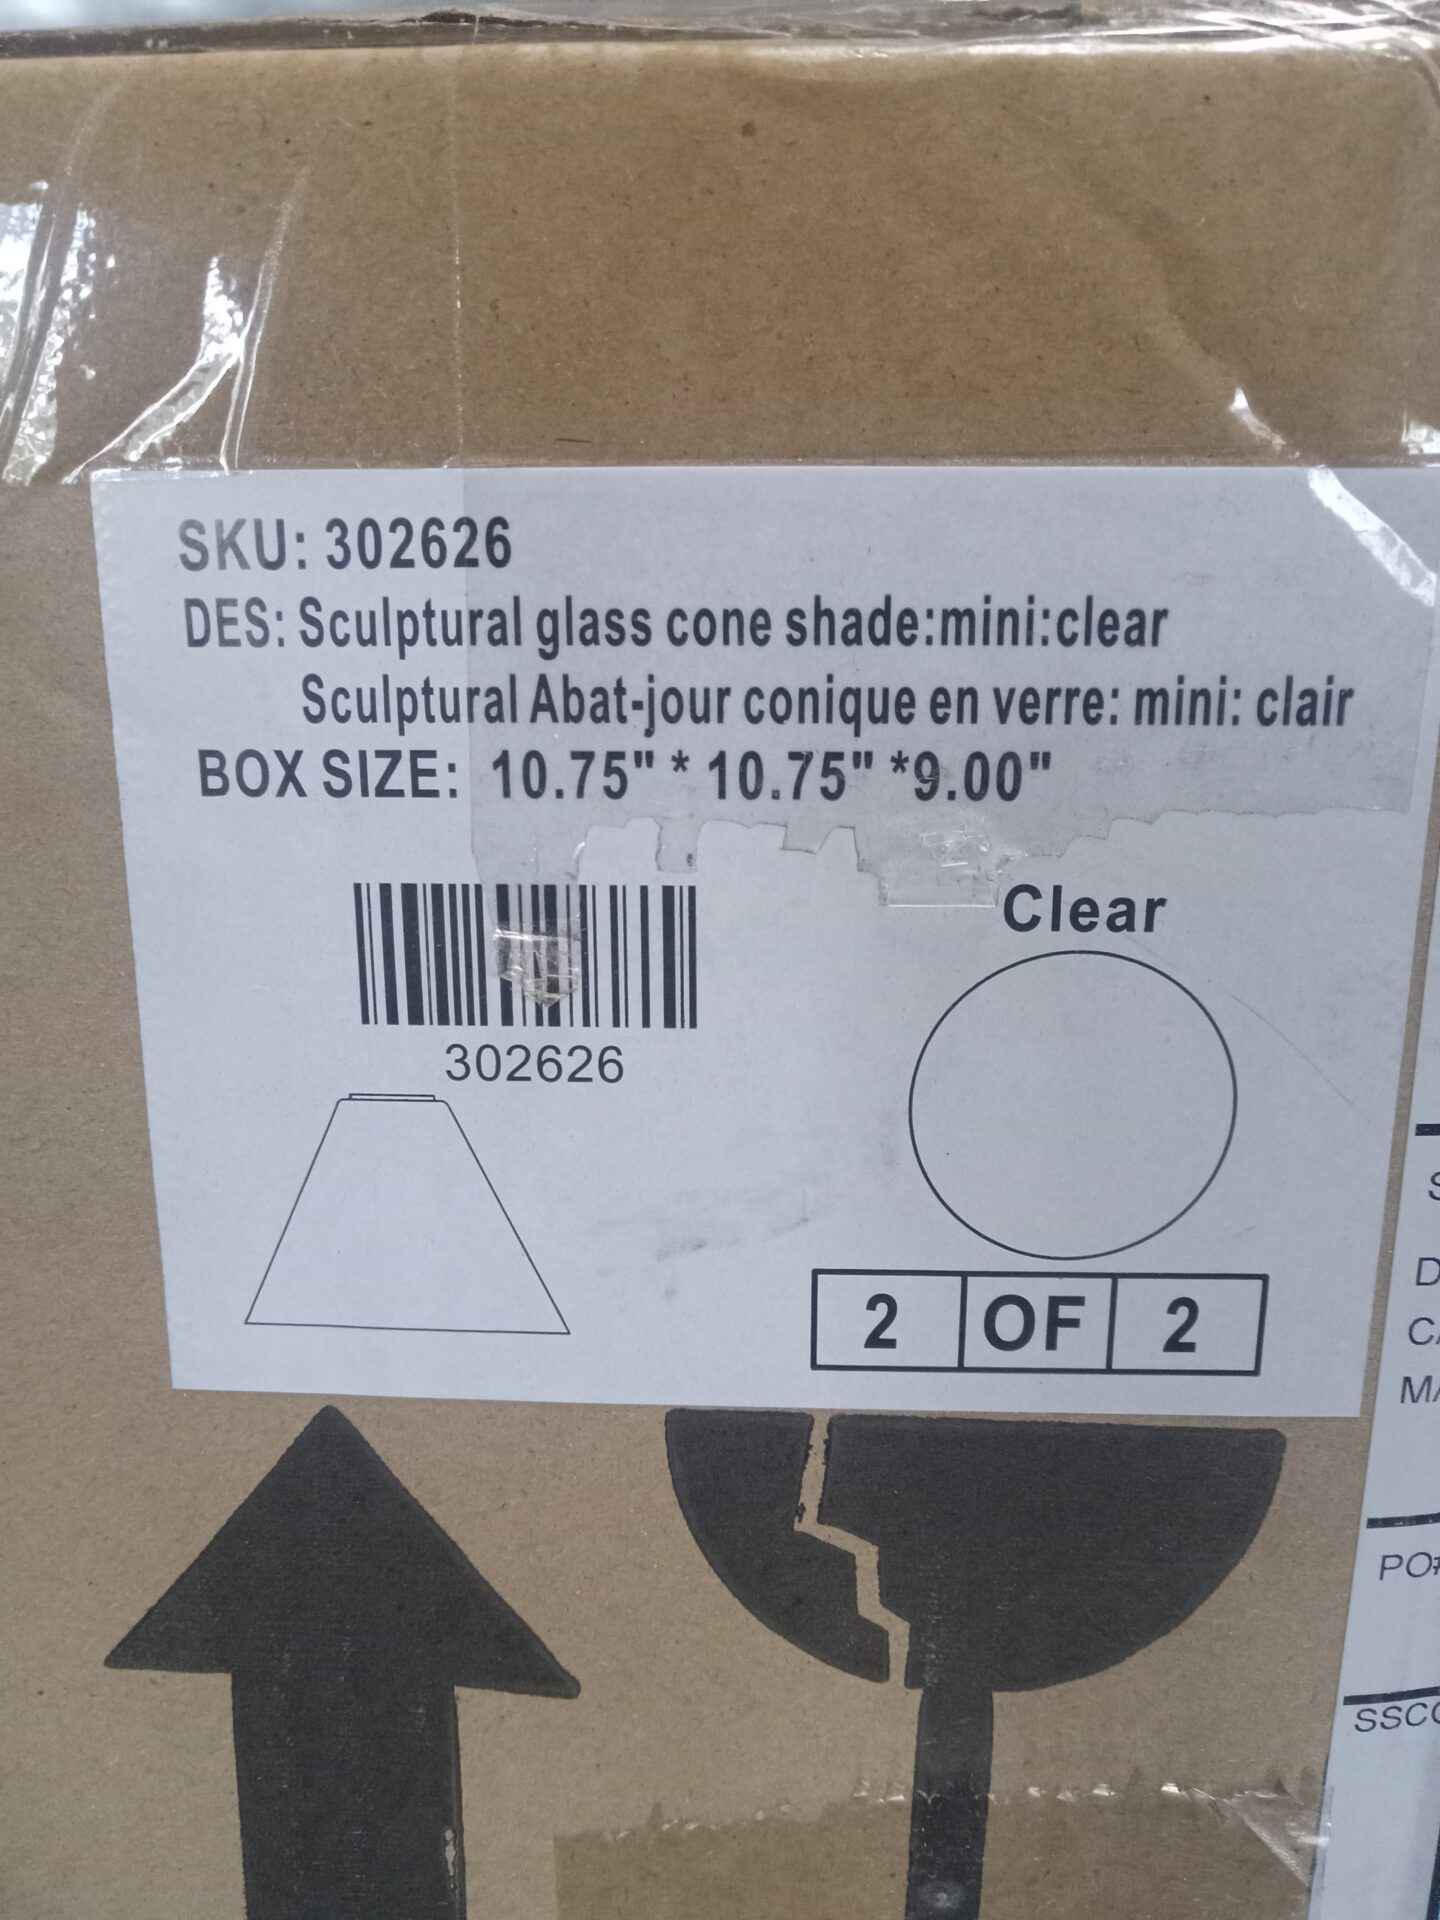 SKU: 302626
DES: Sculptural glass cone shade:mini:clear
Sculptural Abat-jour conique en verre: mini: clair
BOX SIZE: 10.75" * 10.75" *9.00"
Clear
302626
2 OF 2
PO#